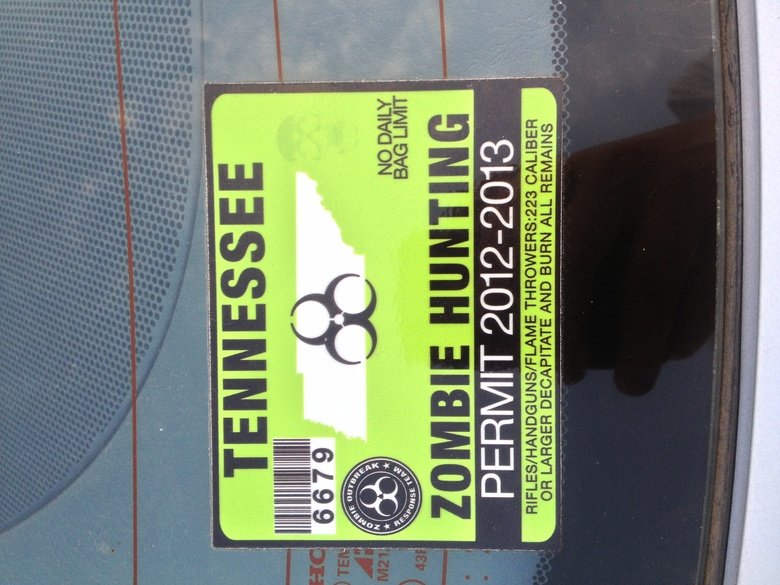 TENNESSEE
6679
NO DAILY
BAG LIMIT
ZOMBIE OUTBREAK
RESPONSE TEAM
ZOMBIE HUNTING
PERMIT 2012-2013
RIFLES/HANDGUNS/FLAME THROWERS:223 CALIBER
OR LARGER DECAPITATE AND BURN ALL REMAINS